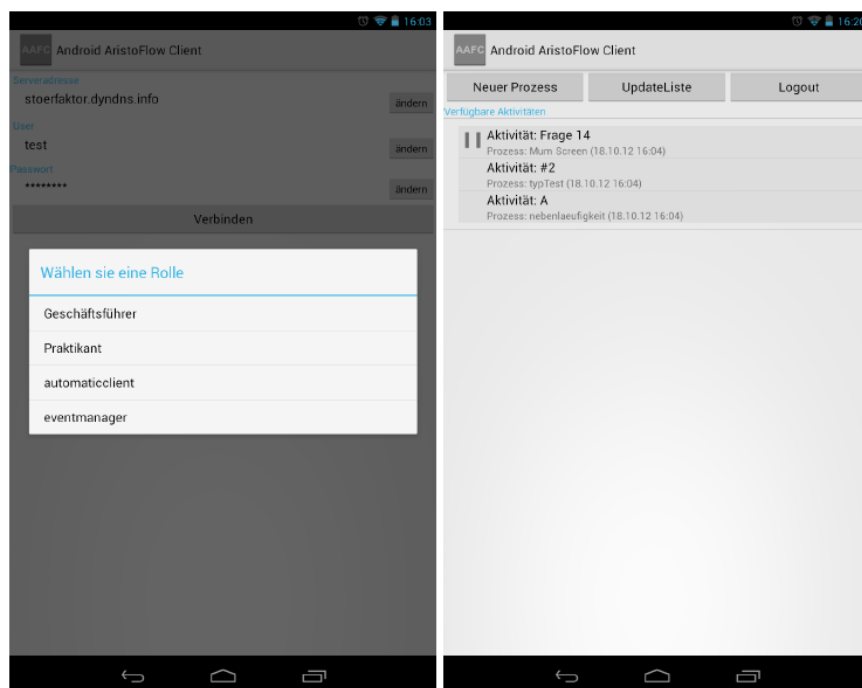 16:03
AAFC Android AristoFlow Client
Serveradresse
stoerfaktor.dyndns.info
ändern
User
test
ändern
Passwort
********
ändern
Verbinden
Wählen sie eine Rolle
Geschäftsführer
Praktikant
automaticclient
eventmanager
16:20
AAFC Android AristoFlow Client
Neuer Prozess UpdateListe Logout
Verfügbare Aktivitäten
Aktivität: Frage 14
Prozess: Mum Screen (18.10.12 16:04)
Aktivität: #2
Prozess: typTest (18.10.12 16:04)
Aktivität: A
Prozess: nebenlaeufigkeit (18.10.12 16:04)